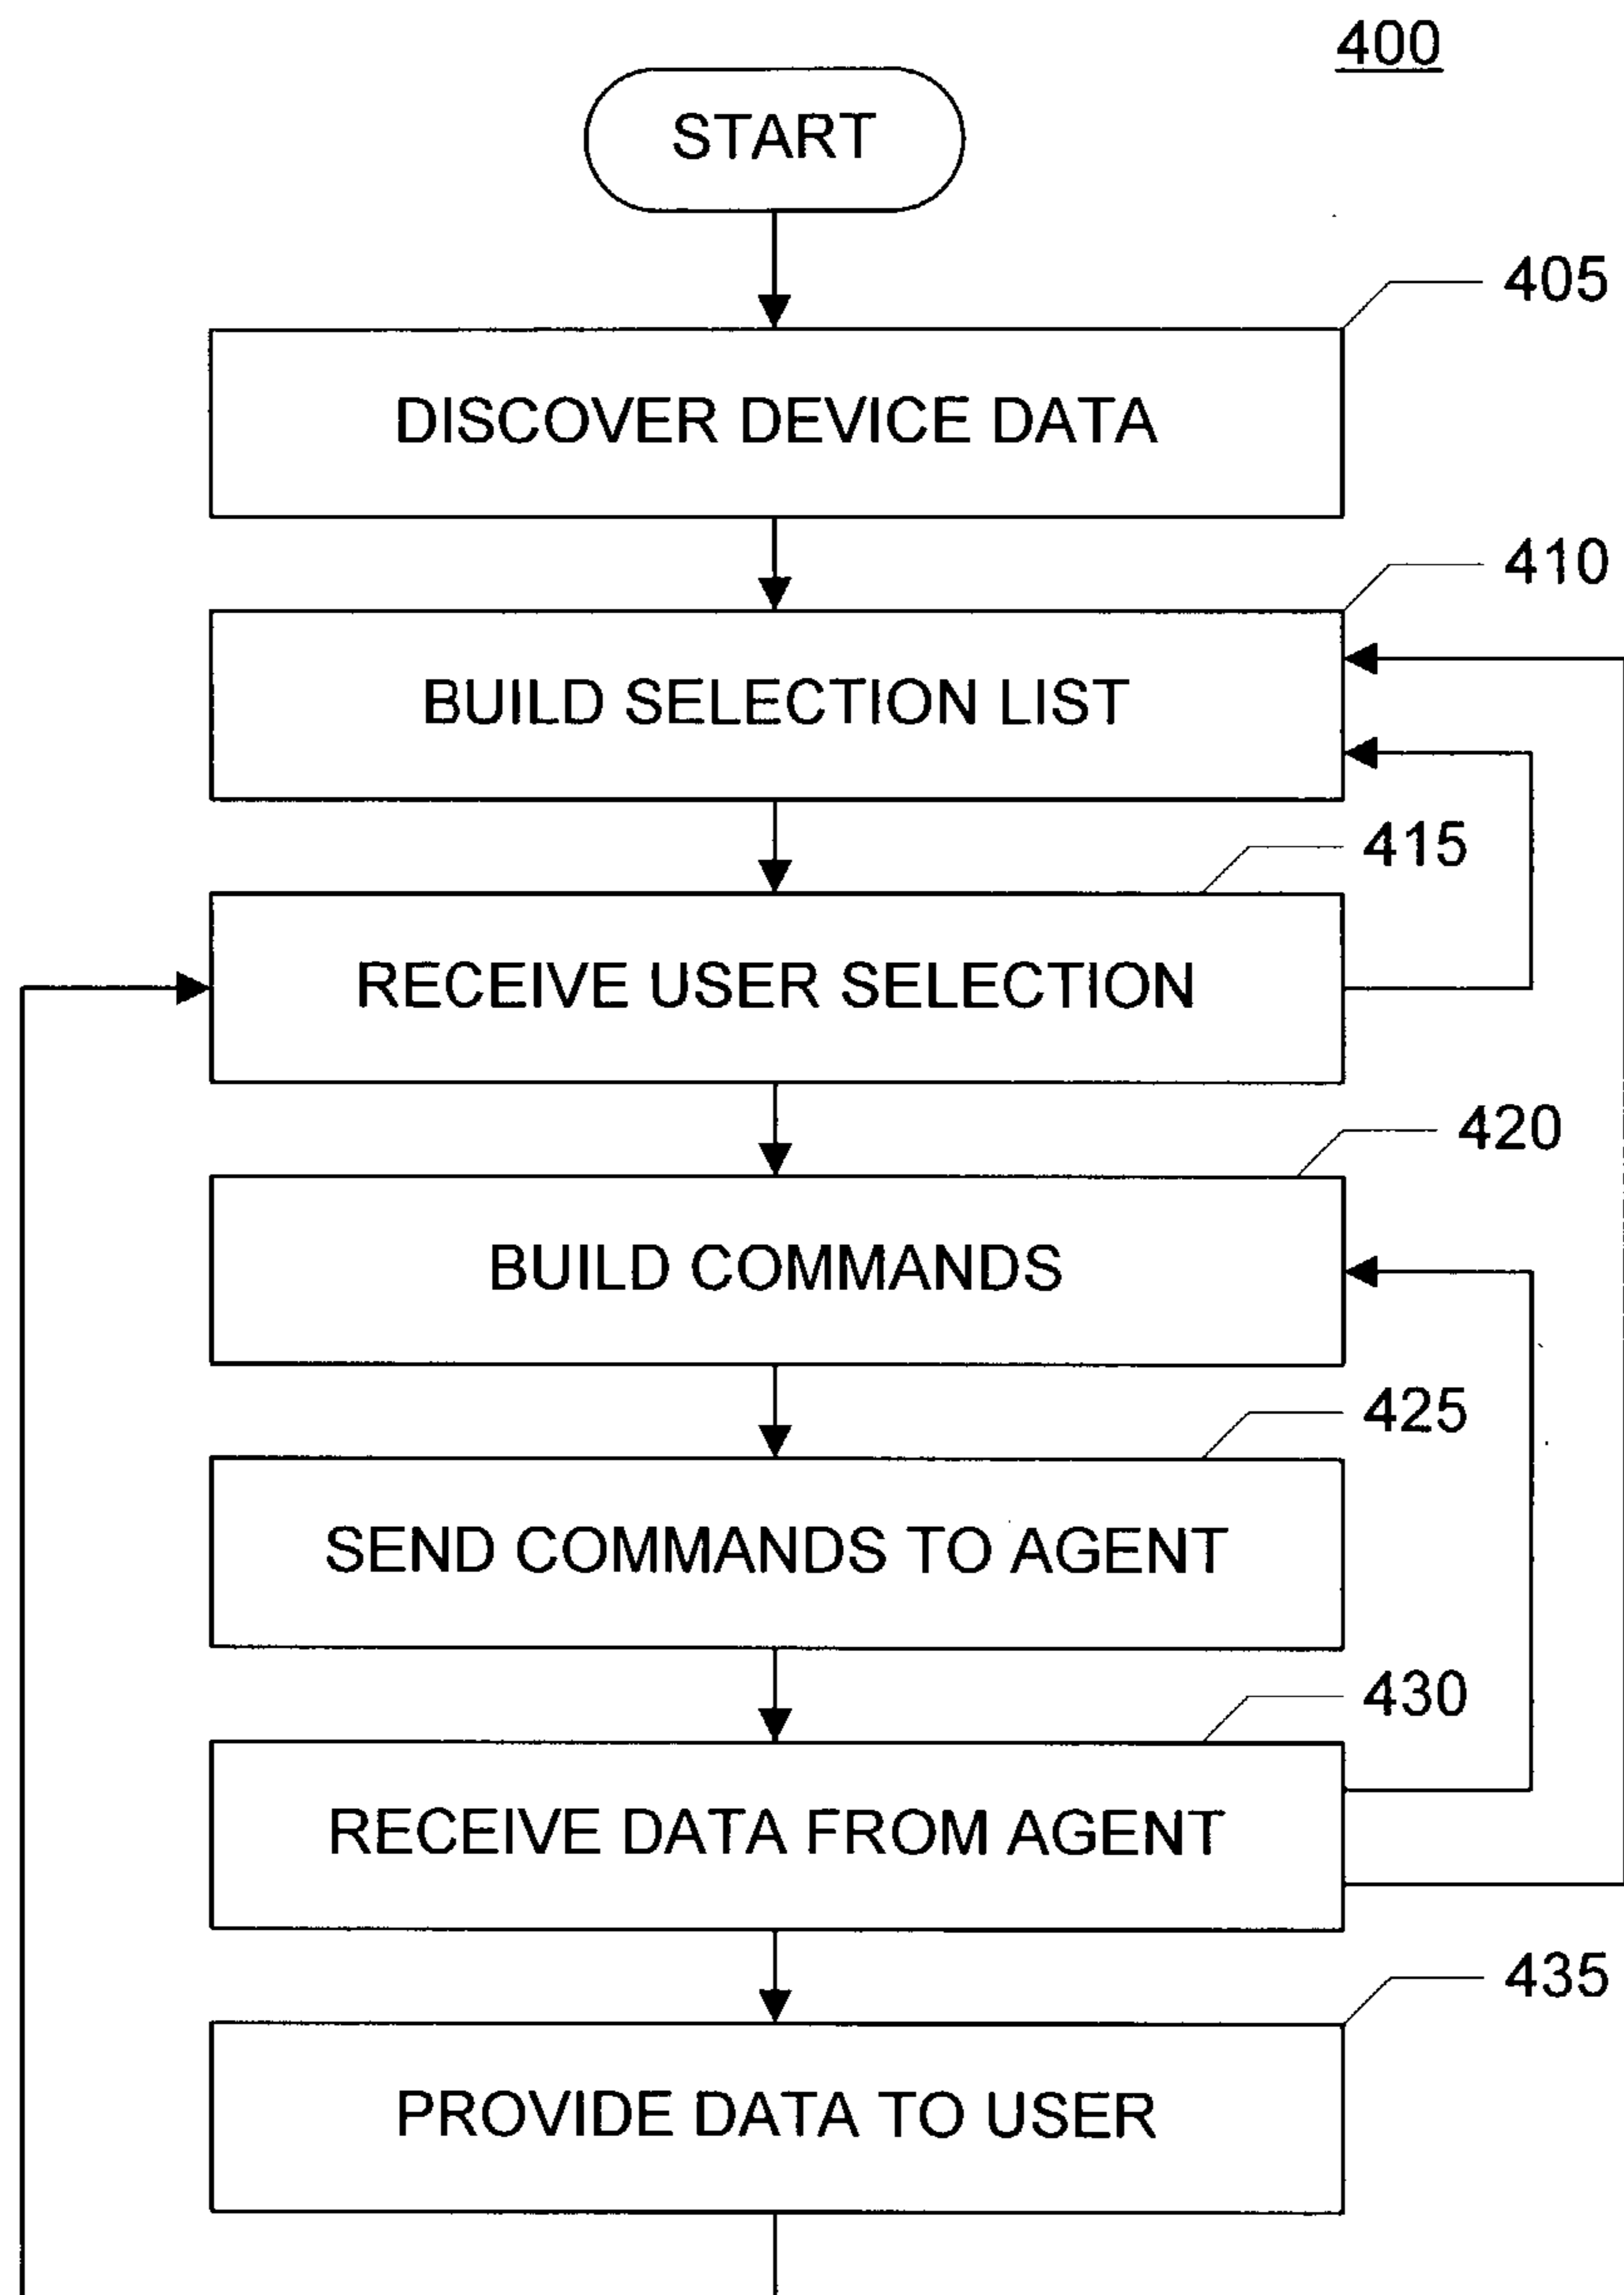 400
START
405
DISCOVER DEVICE DATA
410
BUILD SELECTION LIST
415
RECEIVE USER SELECTION
420
BUILD COMMANDS
425
SEND COMMANDS TO AGENT
430
RECEIVE DATA FROM AGENT
435
PROVIDE DATA TO USER